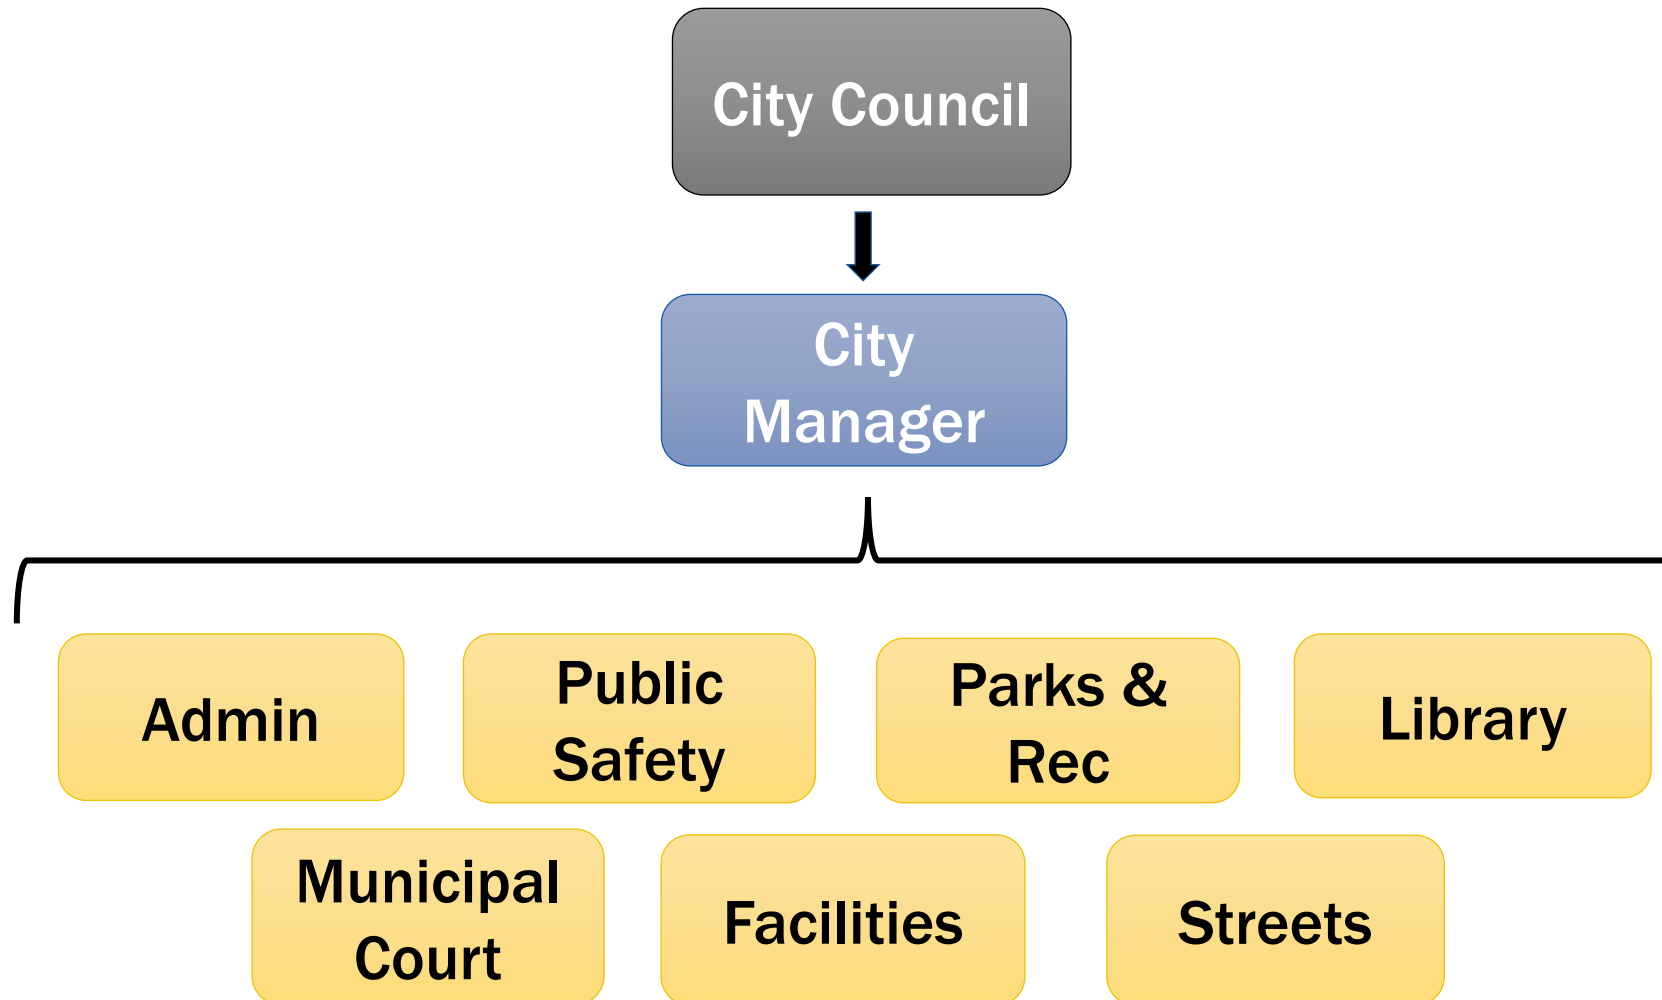 City Council
City
Manager
Admin
Public
Safety
Parks &
Rec
Library
Municipal
Court
Facilities
Streets